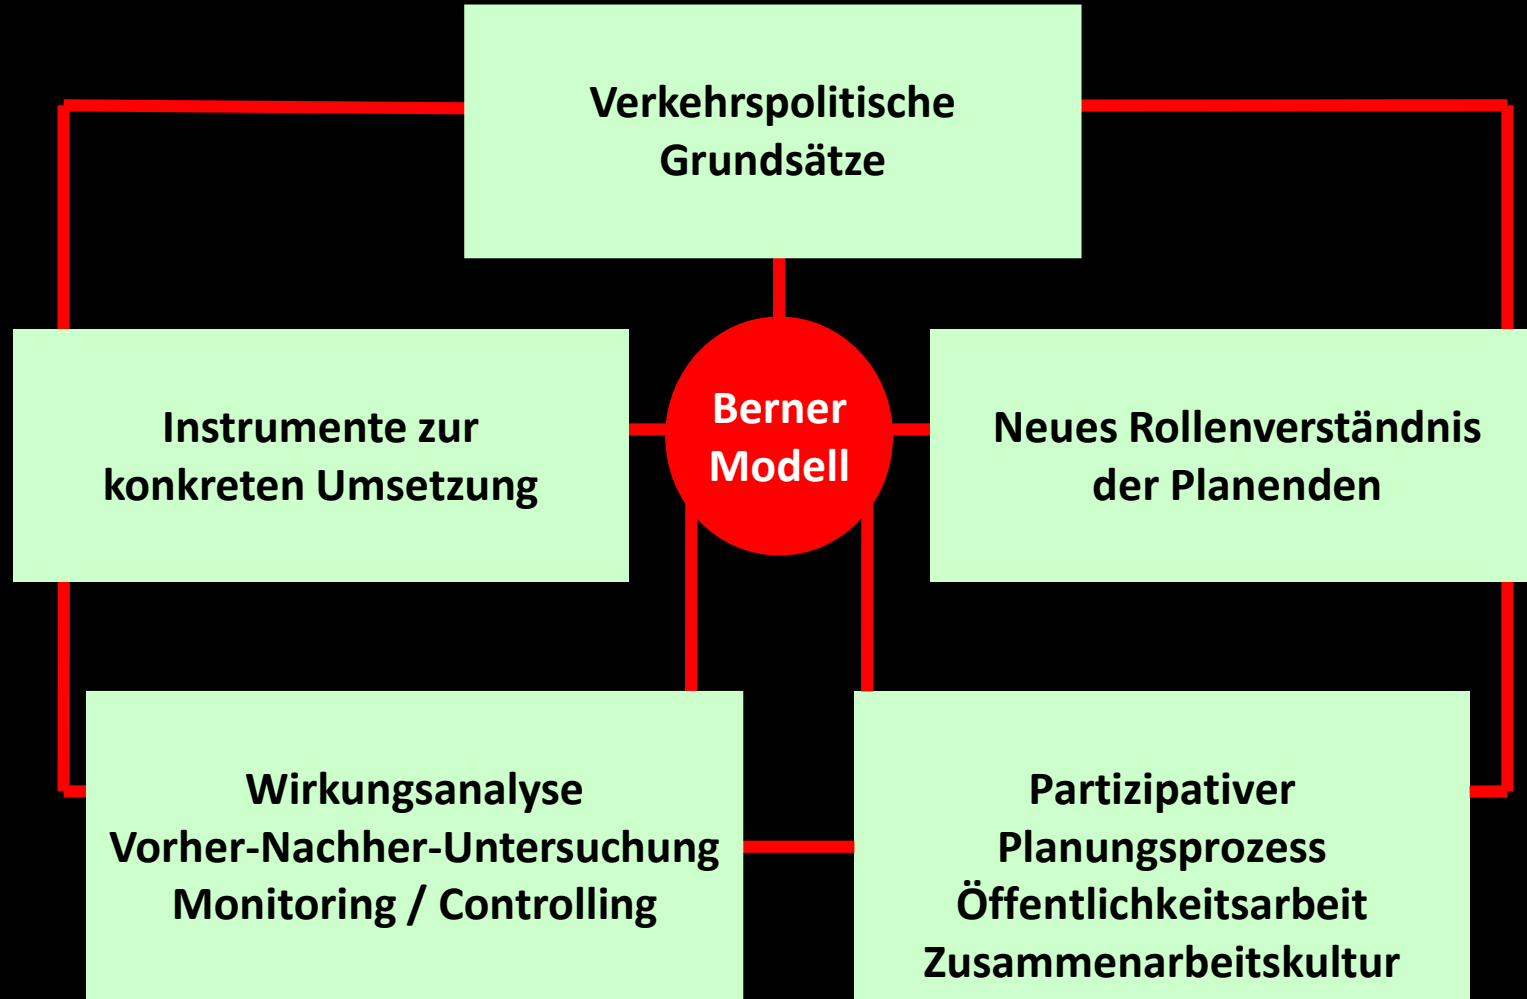 Verkehrspolitische
Grundsätze
Instrumente zur
konkreten Umsetzung
Berner
Modell
Neues Rollenverständnis
der Planenden
Wirkungsanalyse
Vorher-Nachher-Untersuchung
Monitoring / Controlling
Partizipativer
Planungsprozess
Öffentlichkeitsarbeit
Zusammenarbeitskultur